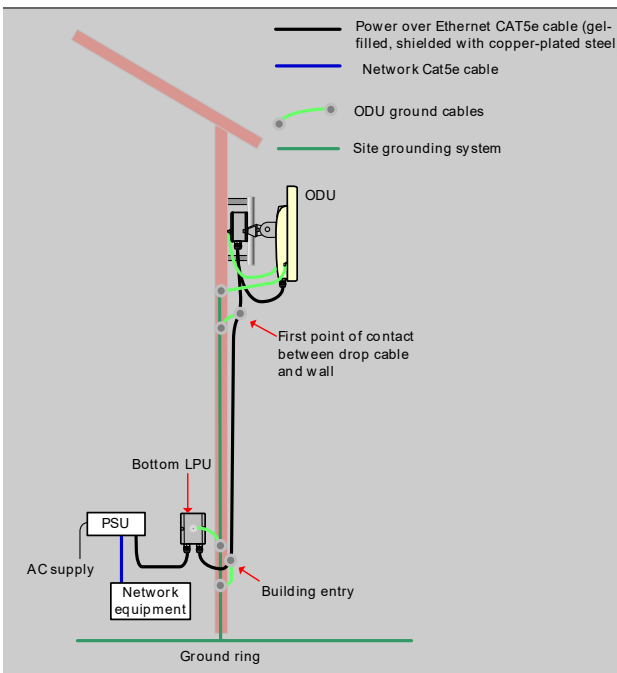 Power over Ethernet CAT5e cable (gel-
filled, shielded with copper-plated steel
Network Cat5e cable
ODU ground cables
Site grounding system
ODU
First point of contact
between drop cable
and wall
Bottom LPU
PSU
AC supply
Network
equipment
Building entry
Ground ring